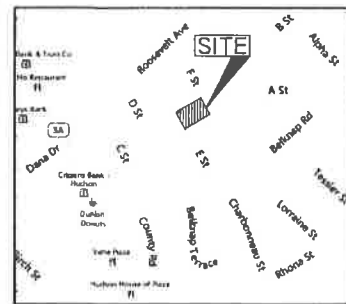 B St
Alpha St
Roosevelt Ave
SITE
Bank & Trust Co
Restaurant
F St
A St
Bank
D St
3A
Belknap Rd
Dana Dr
C St
E St
Citizens Bank
Hudson
Tessier St
Dunkin
Donuts
Lorraine St
County Rd
Belknap Terrace
Charbonneau St
Rhona St
Hudson House of Pizza